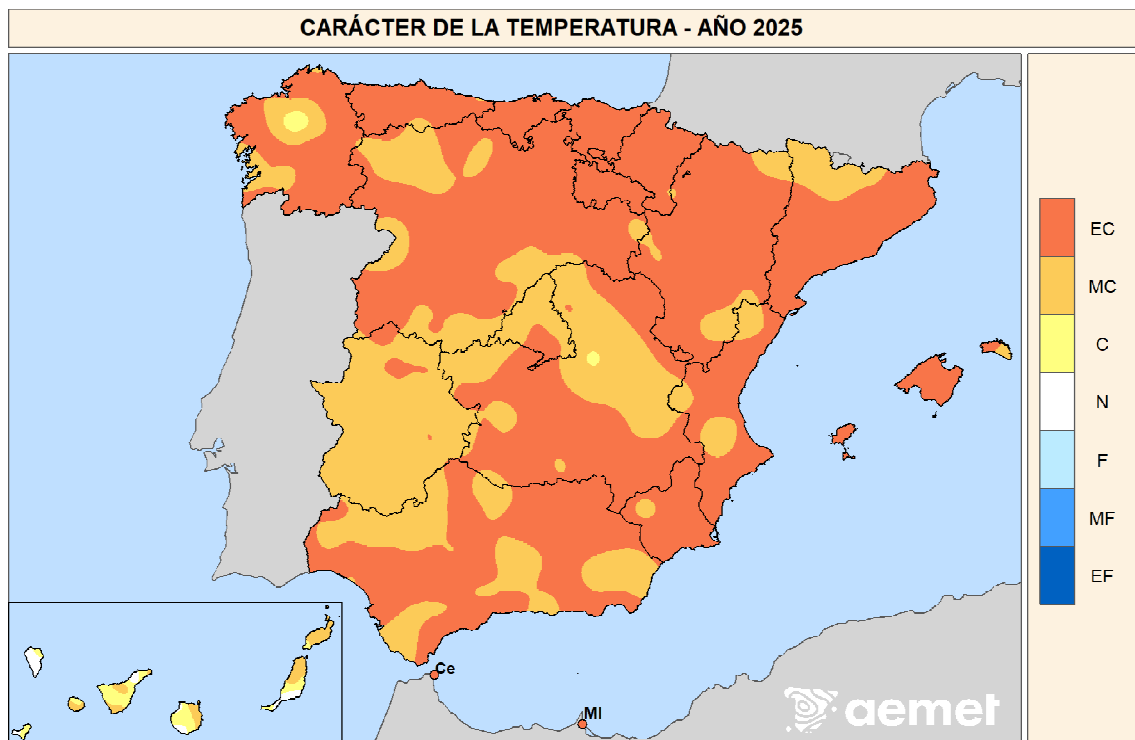 CARÁCTER DE LA TEMPERATURA - AÑO 2025
EC
MC
C
N
F
MF
EF
Ce
Ml
aemet